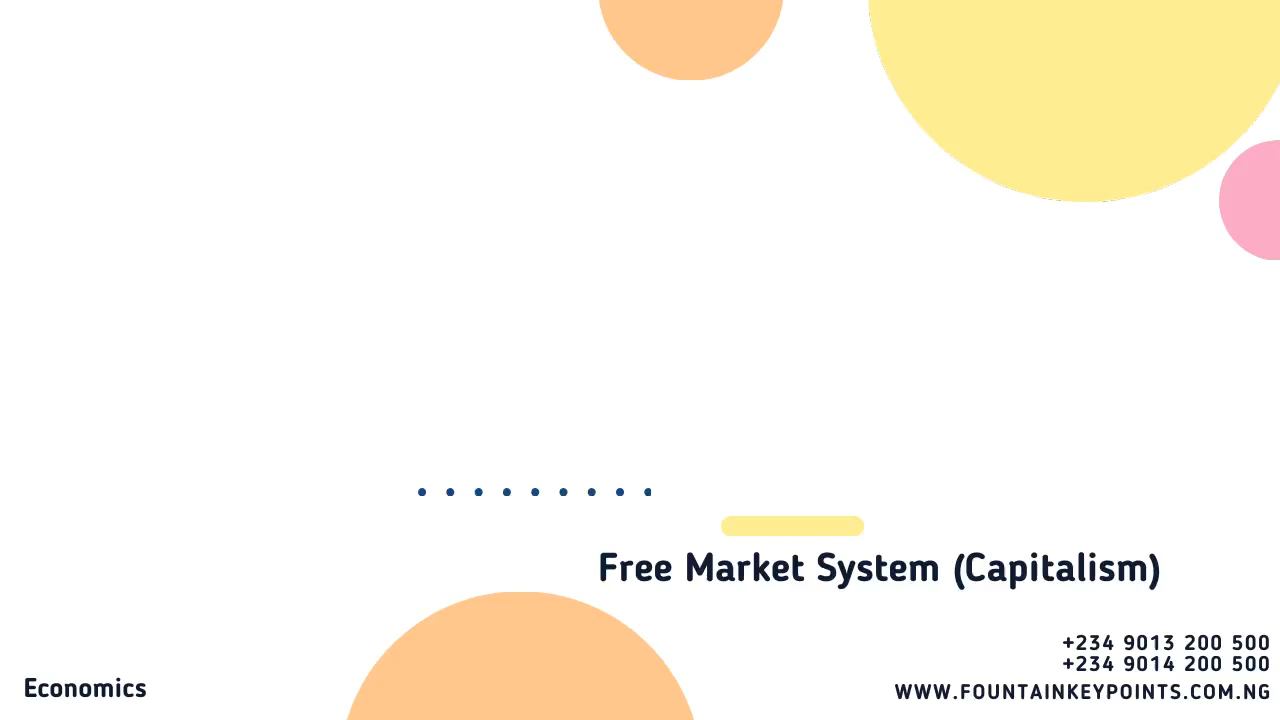 Free Market System (Capitalism)
+234 9013 200 500
+234 9014 200 500
Economics
WWW.FOUNTAINKEYPOINTS.COM.NG